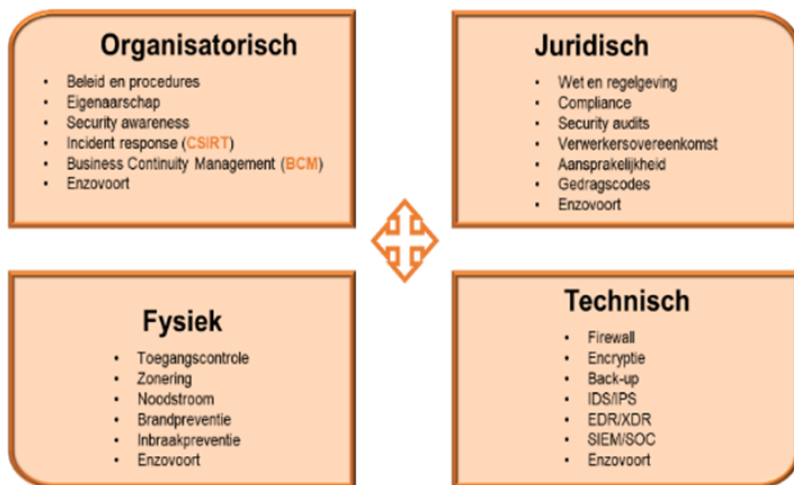 Organisatorisch
• Beleid en procedures
• Eigenaarschap
• Security awareness
• Incident response (CSIRT)
• Business Continuity Management (BCM)
• Enzovoort
Juridisch
• Wet en regelgeving
• Compliance
• Security audits
• Verwerkersovereenkomst
• Aansprakelijkheid
• Gedragscodes
• Enzovoort
Fysiek
• Toegangscontrole
• Zonering
• Noodstroom
• Brandpreventie
• Inbraakpreventie
• Enzovoort
Technisch
• Firewall
• Encryptie
• Back-up
• IDS/IPS
• EDR/XDR
• SIEM/SOC
• Enzovoort